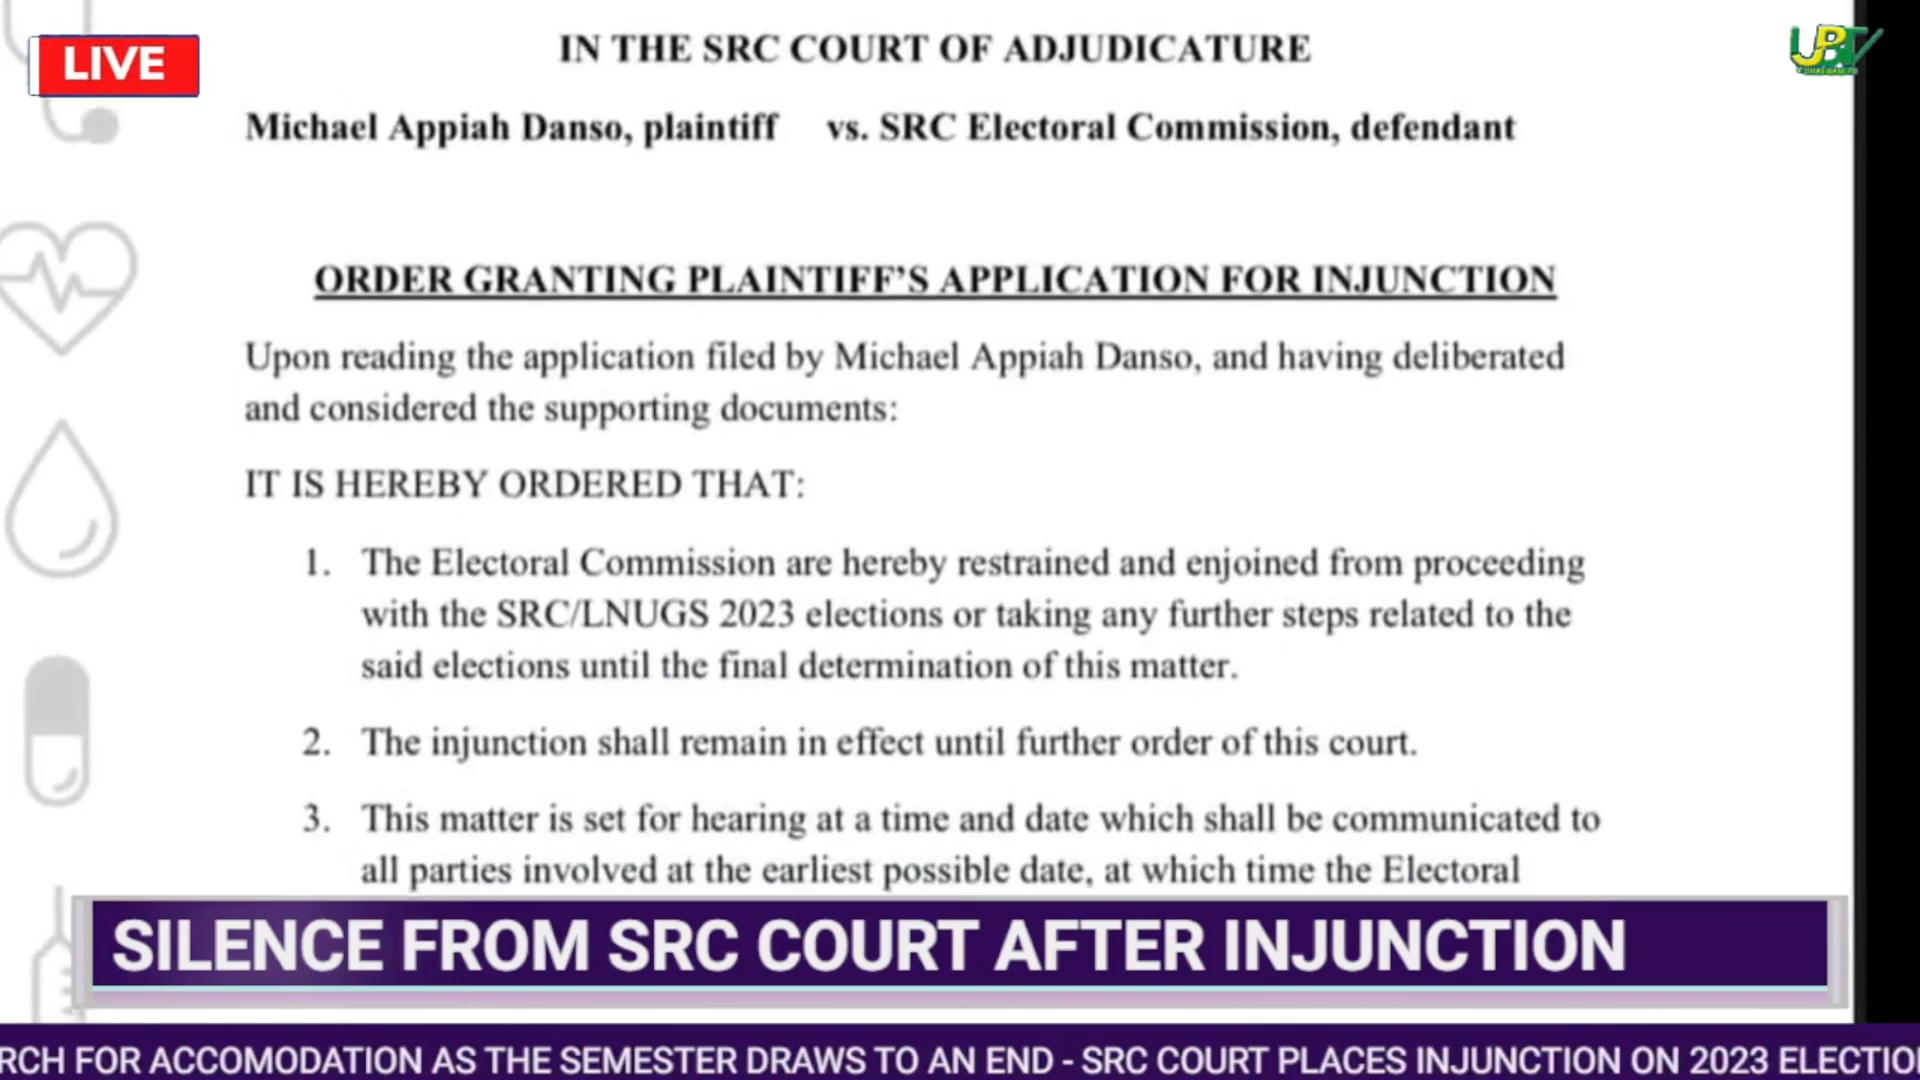 LIVE
IN THE SRC COURT OF ADJUDICATURE
Michael Appiah Danso, plaintiff vs. SRC Electoral Commission, defendant
ORDER GRANTING PLAINTIFF’S APPLICATION FOR INJUNCTION
Upon reading the application filed by Michael Appiah Danso, and having deliberated
and considered the supporting documents:
IT IS HEREBY ORDERED THAT:
1. The Electoral Commission are hereby restrained and enjoined from proceeding
with the SRC/LNUGS 2023 elections or taking any further steps related to the
said elections until the final determination of this matter.
2. The injunction shall remain in effect until further order of this court.
3. This matter is set for hearing at a time and date which shall be communicated to
all parties involved at the earliest possible date, at which time the Electoral
SILENCE FROM SRC COURT AFTER INJUNCTION
RCH FOR ACCOMODATION AS THE SEMESTER DRAWS TO AN END - SRC COURT PLACES INJUNCTION ON 2023 ELECTIO